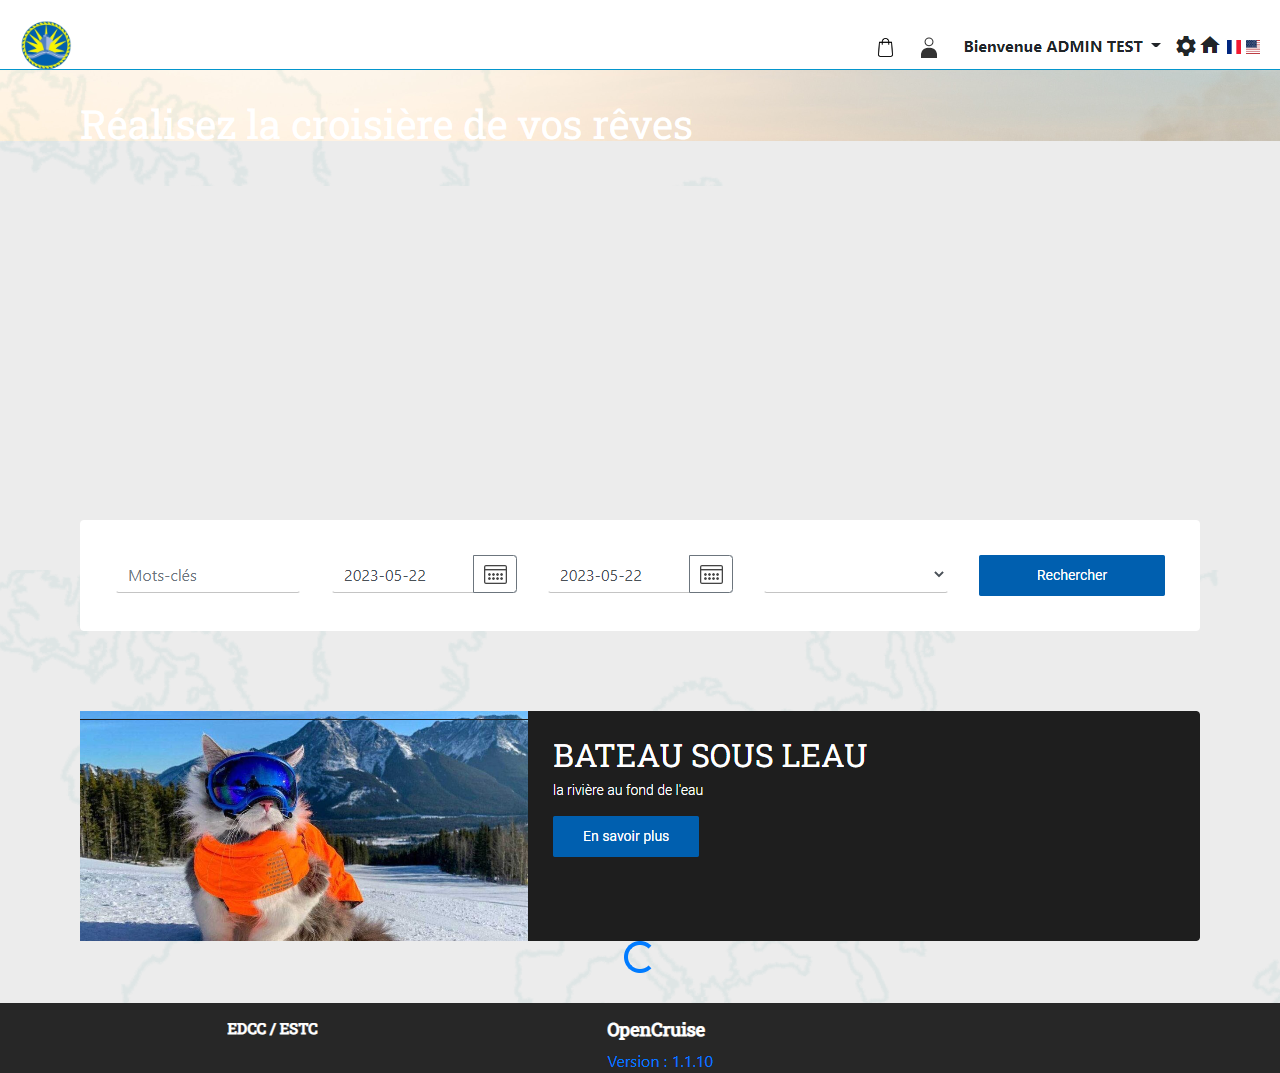 Bienvenue ADMIN TEST
Réalisez la croisière de vos rêves
Mots-clés
2023-05-22
2023-05-22
Rechercher
BATEAU SOUS LEAU
la rivière au fond de l'eau
En savoir plus
EDCC / ESTC
OpenCruise
Version : 1.1.10